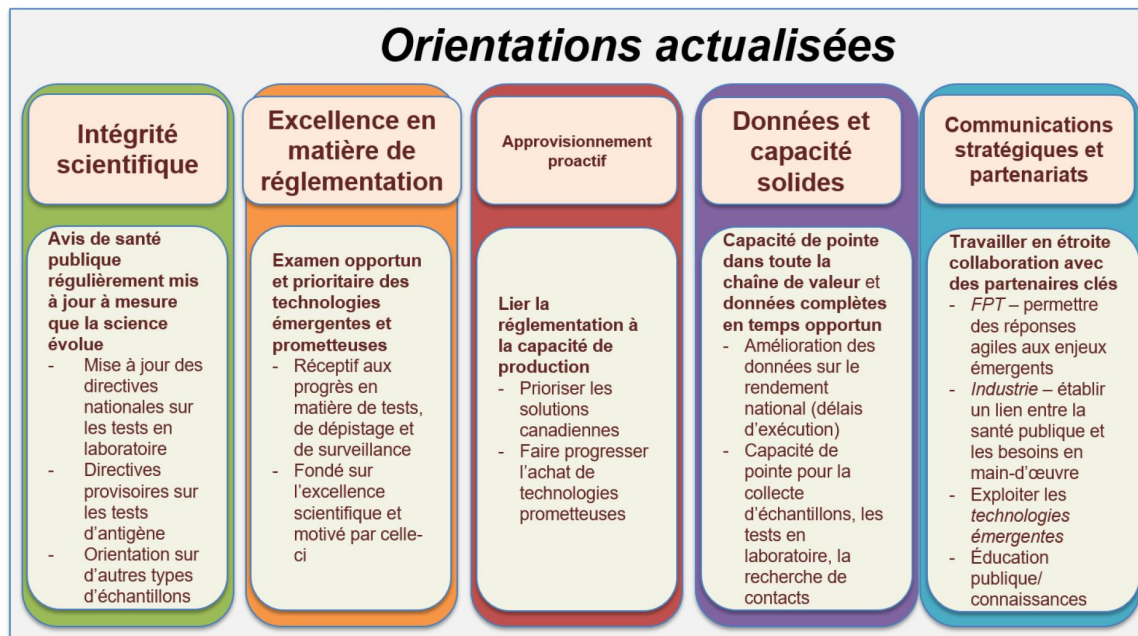 Orientations actualisées
Intégrité
scientifique
Avis de santé
publique
régulièrement mis
à jour à mesure
que la science
évolue
- Mise à jour des
directives
nationales sur
les tests en
laboratoire
- Directives
provisoires sur
les tests
d'antigène
- Orientation sur
d'autres types
d'échantillons
Excellence en
matière de
réglementation
Examen opportun
et prioritaire des
technologies
émergentes et
prometteuses
- Réceptif aux
progrès en
matière de tests,
de dépistage et
de surveillance
- Fondé sur
l'excellence
scientifique et
motivé par celle-
ci
Approvisionnement
proactif
Lier la
réglementation à
la capacité de
production
- Prioriser les
solutions
canadiennes
- Faire progresser
l'achat de
technologies
prometteuses
Données et
capacité
solides
Capacité de pointe
dans toute la
chaîne de valeur et
données complètes
en temps opportun
- Amélioration des
données sur le
rendement
national (délais
d'exécution)
- Capacité de
pointe pour la
collecte
d'échantillons, les
tests en
laboratoire, la
recherche de
contacts
Communications
stratégiques et
partenariats
Travailler en étroite
collaboration avec
des partenaires clés
- FPT – permettre
des réponses
agiles aux enjeux
émergents
- Industrie – établir
un lien entre la
santé publique et
les besoins en
main-d'œuvre
- Exploiter les
technologies
émergentes
- Éducation
publique/
connaissances